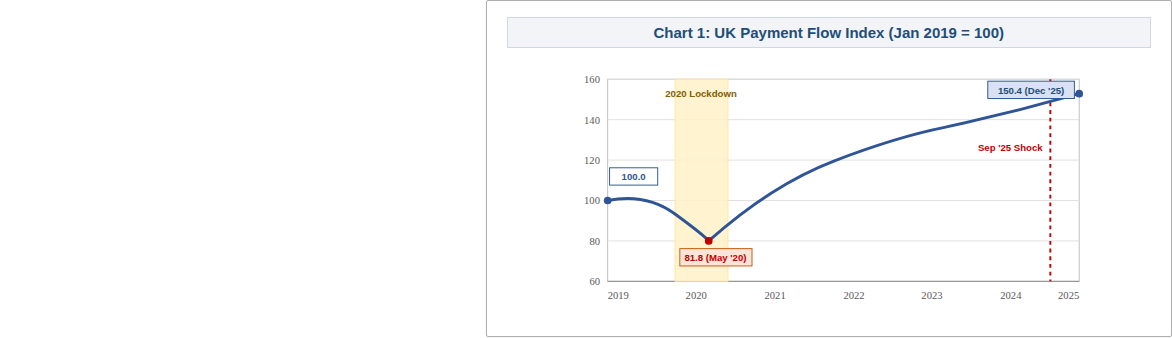 Chart 1: UK Payment Flow Index (Jan 2019 = 100)
160
2020 Lockdown
150.4 (Dec '25)
140
Sep '25 Shock
120
100.0
100
80
81.8 (May '20)
60
2019 2020 2021 2022 2023 2024 2025